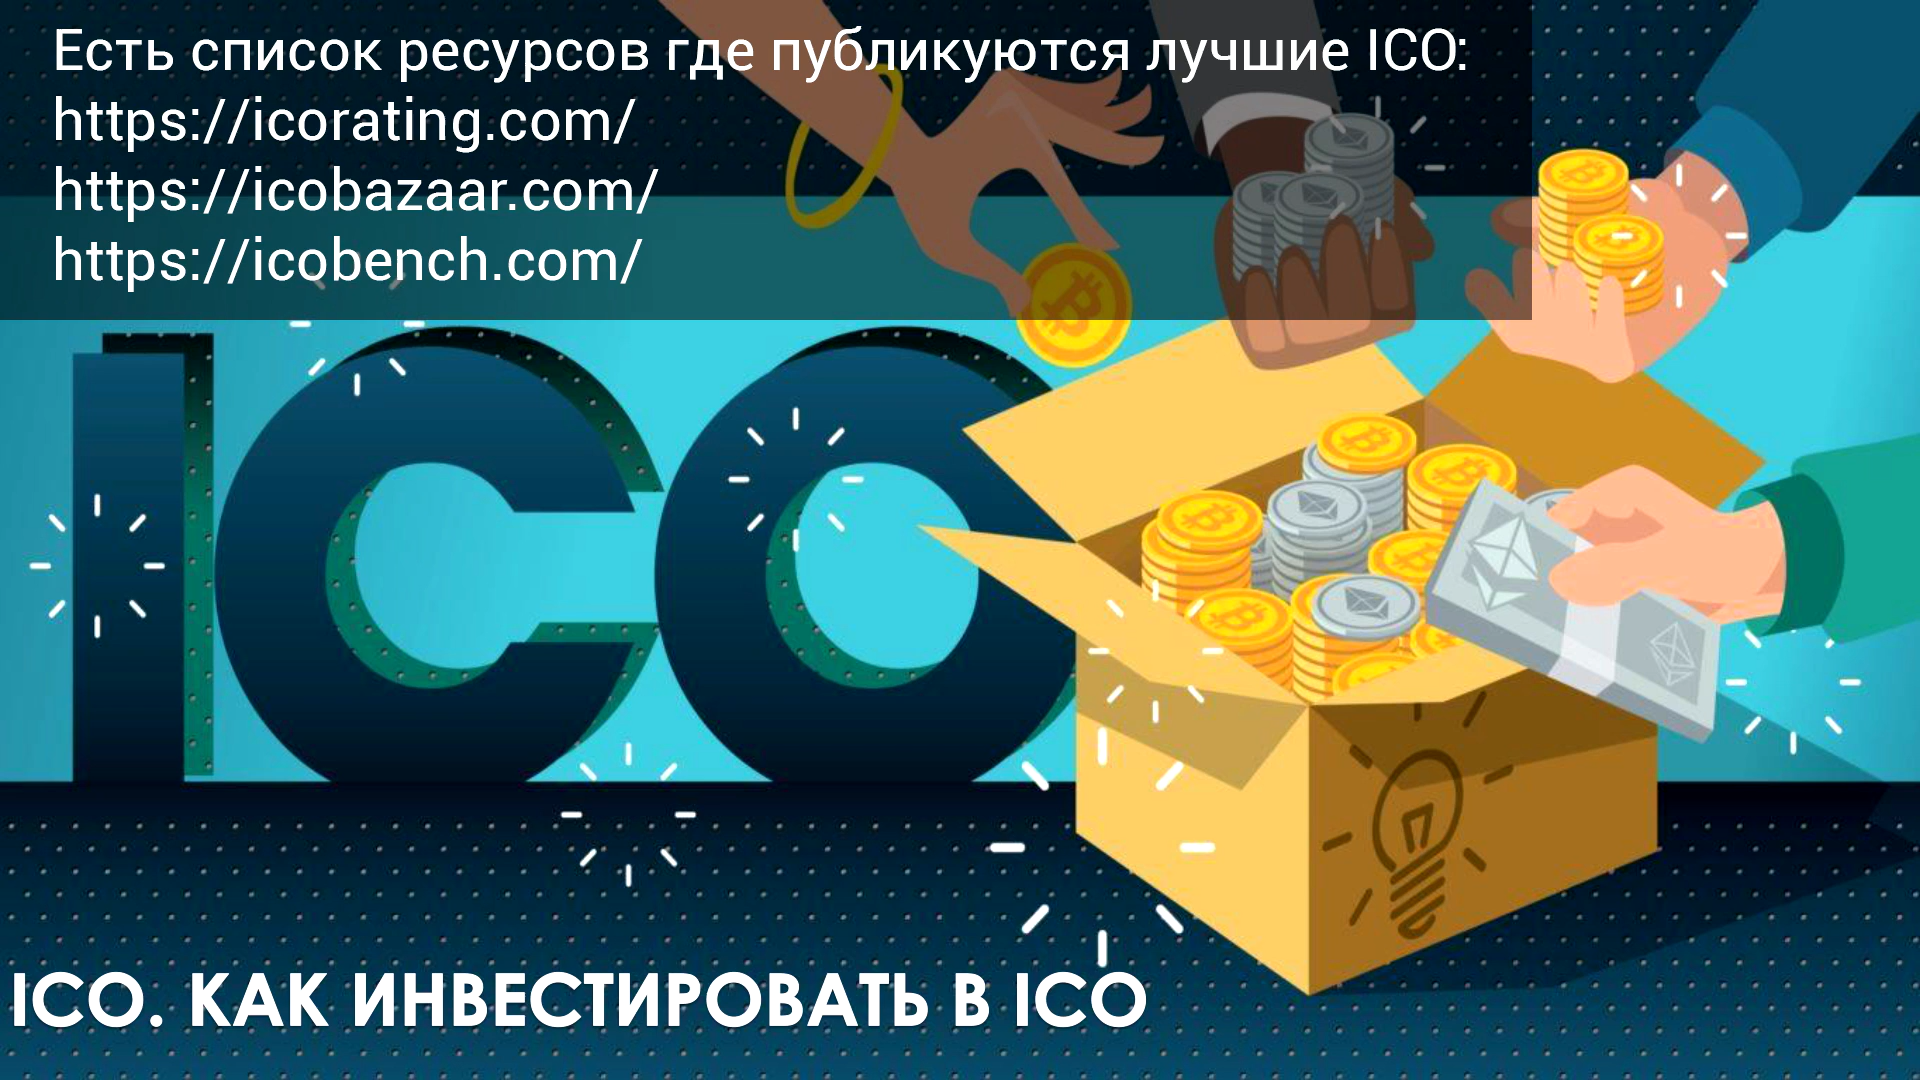 Есть список ресурсов где публикуются лучшие ICO:
https://icorating.com/
https://icobazaar.com/
https://icobench.com/
ICO
ICO. КАК ИНВЕСТИРОВАТЬ В ICO